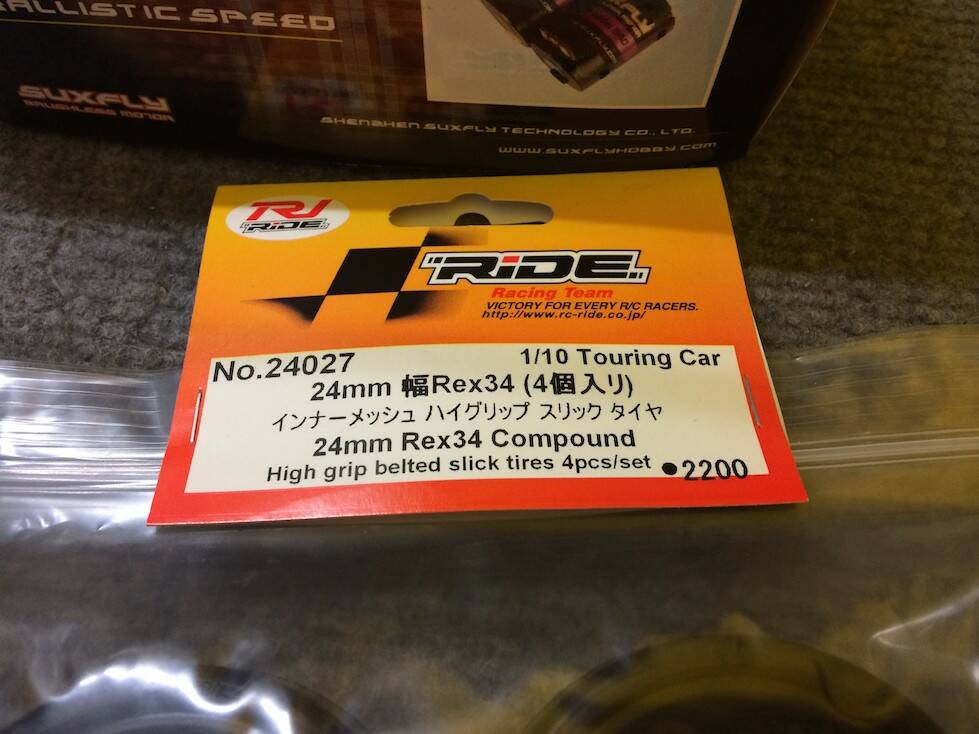 BALLISTIC SPEED
SUXFLY
BRUSHLESS MOTOR
SHENZHEN SUXFLY TECHNOLOGY CO., LTD.
WWW.SUXFLYHOBBY.COM
RJ
"RiDE"
"RiDE"
Racing Team
VICTORY FOR EVERY R/C RACERS.
http://www.rc-ride.co.jp/
No.24027 1/10 Touring Car
24mm 幅Rex34 (4個入リ)
インナーメッシュ ハイグリップ スリック タイヤ
24mm Rex34 Compound
High grip belted slick tires 4pcs/set ●2200